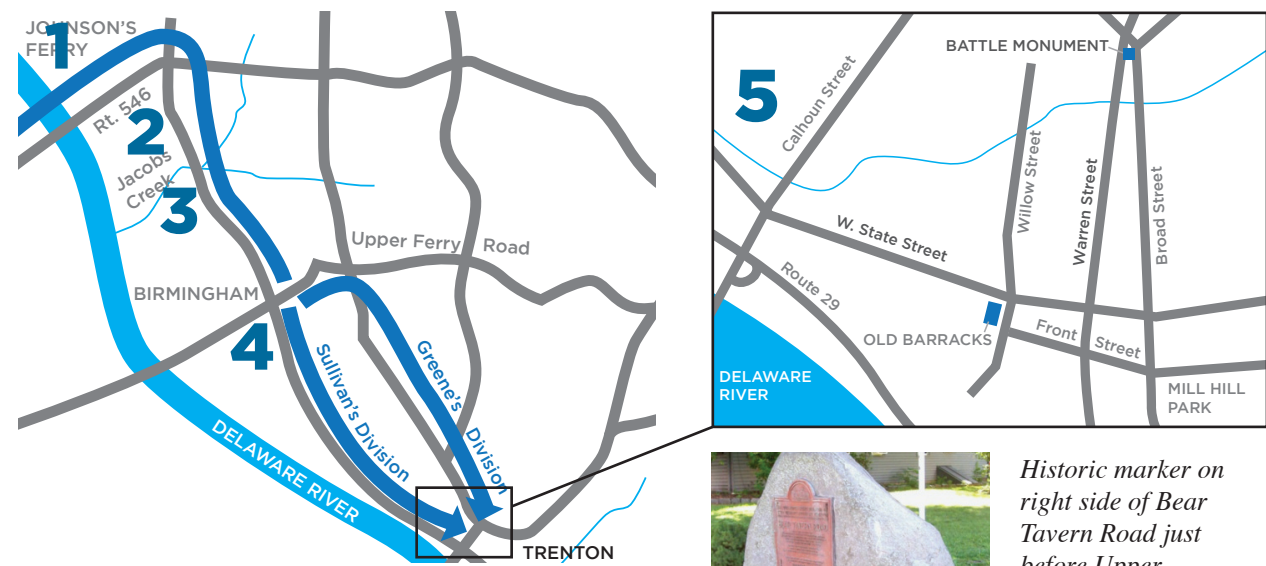 JOHNSON'S
FERRY
1
Rt. 546
2
Jacobs
Creek
3
Upper Ferry Road
BIRMINGHAM
4
Sullivan's Division
Greene's Division
DELAWARE RIVER
TRENTON
BATTLE MONUMENT
5
Calhoun Street
Willow Street
Warren Street
Broad Street
W. State Street
Route 29
OLD BARRACKS
Front Street
DELAWARE
RIVER
MILL HILL
PARK
Historic marker on
right side of Bear
Tavern Road just
before Upper